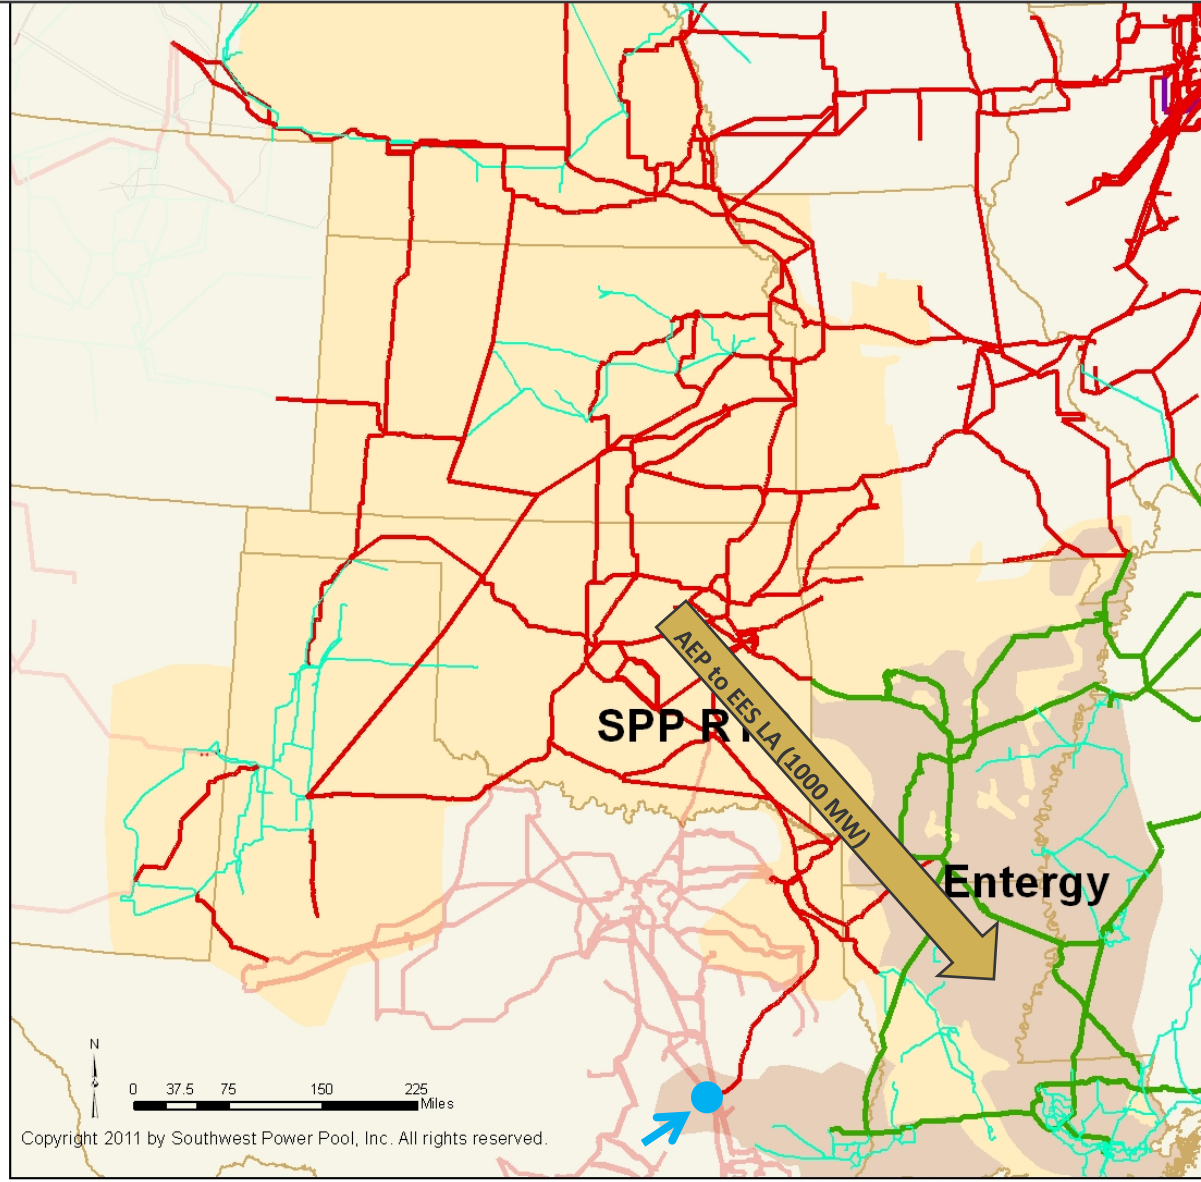 SPP RT
AEP to EES LA (1000 MW)
Entergy
N
0 37.5 75 150 225
Miles
Copyright 2011 by Southwest Power Pool, Inc. All rights reserved.